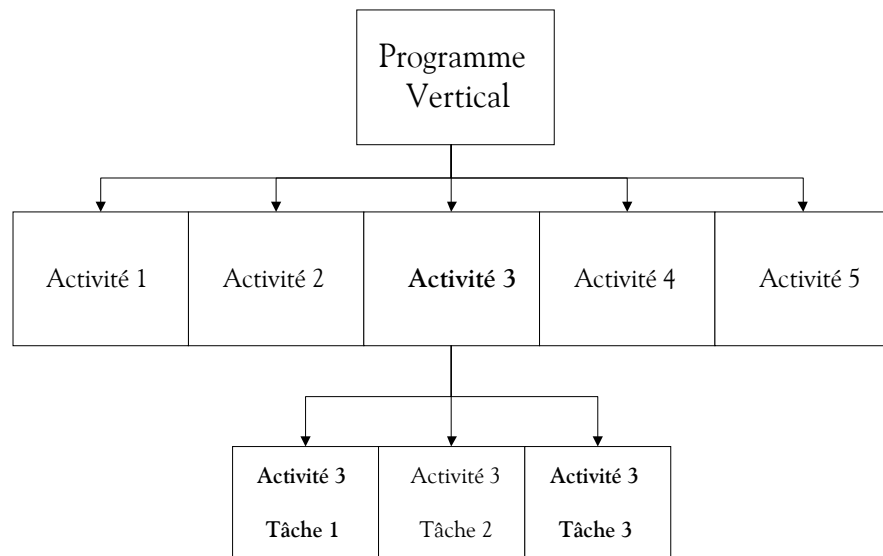 Programme
Vertical
Activité 1
Activité 2
Activité 3
Activité 4
Activité 5
Activité 3
Tâche 1
Activité 3
Tâche 2
Activité 3
Tâche 3